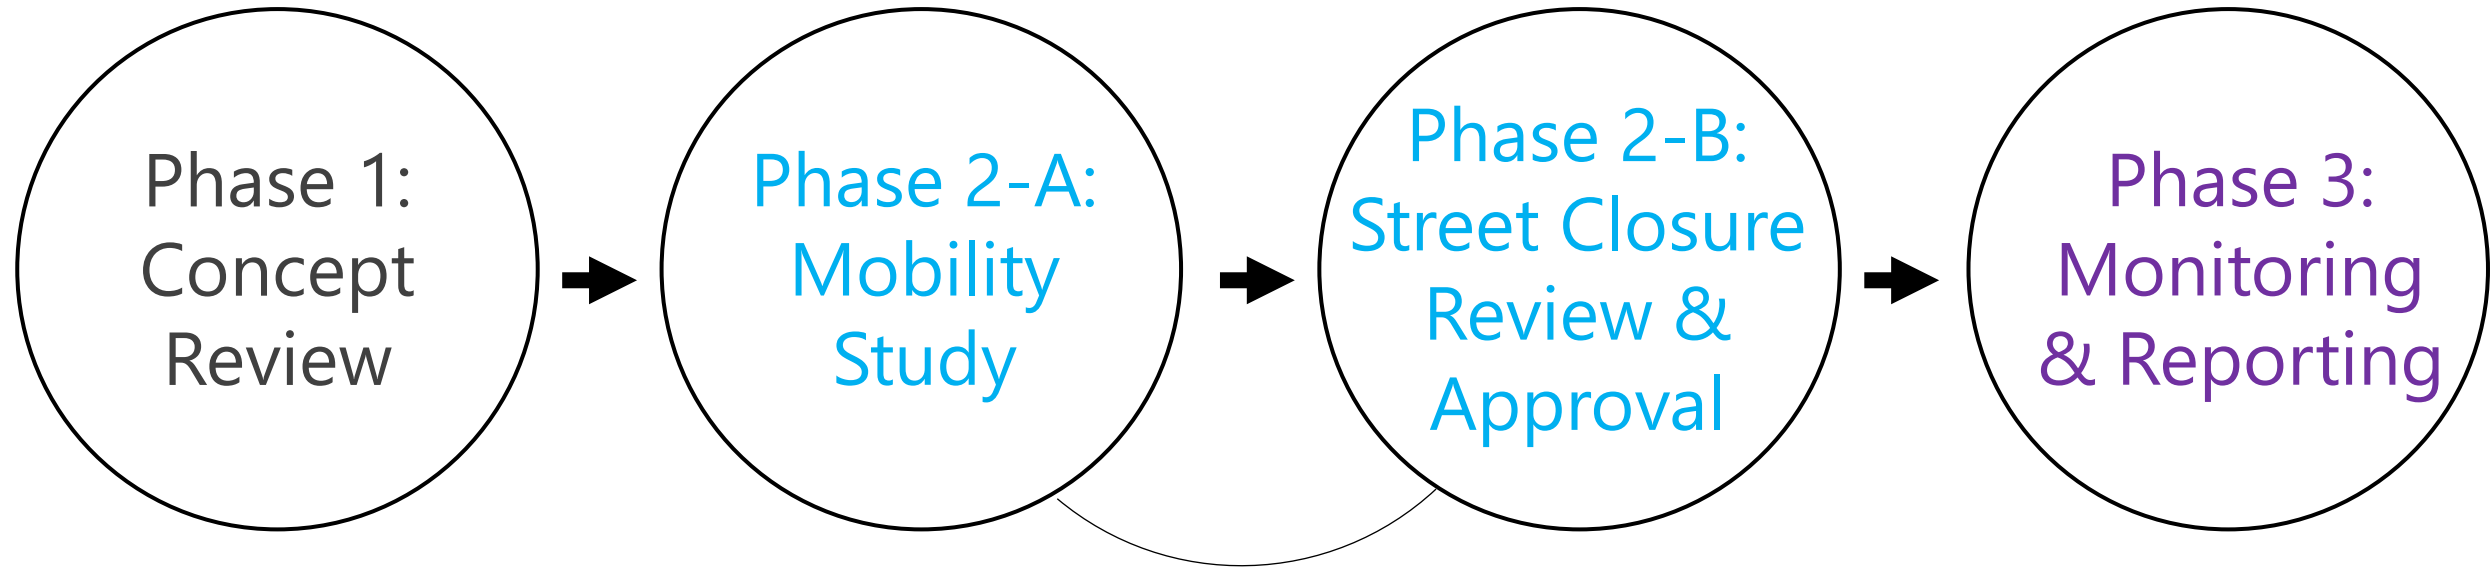 Phase 1:
Concept
Review
Phase 2-A:
Mobility
Study
Phase 2-B:
Street Closure
Review &
Approval
Phase 3:
Monitoring
& Reporting